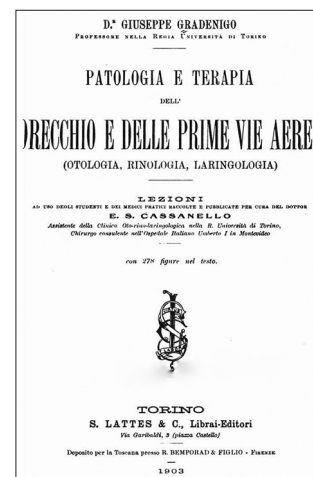 D.ʳ GIUSEPPE GRADENIGO
PROFESSORE NELLA REGIA UNIVERSITÀ DI TORINO
PATOLOGIA E TERAPIA
DELL'
ORECCHIO E DELLE PRIME VIE AERE
(OTOLOGIA, RINOLOGIA, LARINGOLOGIA)
LEZIONI
AD USO DEGLI STUDENTI E DEI MEDICI PRATICI RACCOLTE E PUBBLICATE PER CURA DEL DOTTOR
E. S. CASSANELLO
Assistente della Clinica Oto-rino-laringologica nella R. Università di Torino,
Chirurgo consulente nell'Ospedale Italiano Umberto I in Montevideo
con 278 figure nel testo.
TORINO
S. LATTES & C., Librai-Editori
Via Garibaldi, 3 (piazza Castello)
Deposito per la Toscana presso R. BEMPORAD & FIGLIO - FIRENZE
1903